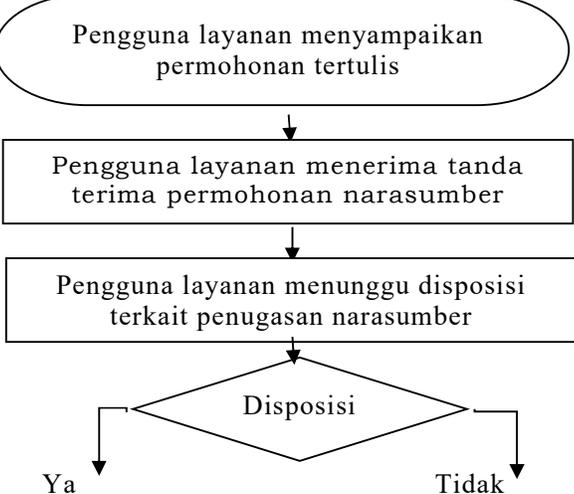 Pengguna layanan menyampaikan
permohonan tertulis
Pengguna layanan menerima tanda
terima permohonan narasumber
Pengguna layanan menunggu disposisi
terkait penugasan narasumber
Disposisi
Ya
Tidak